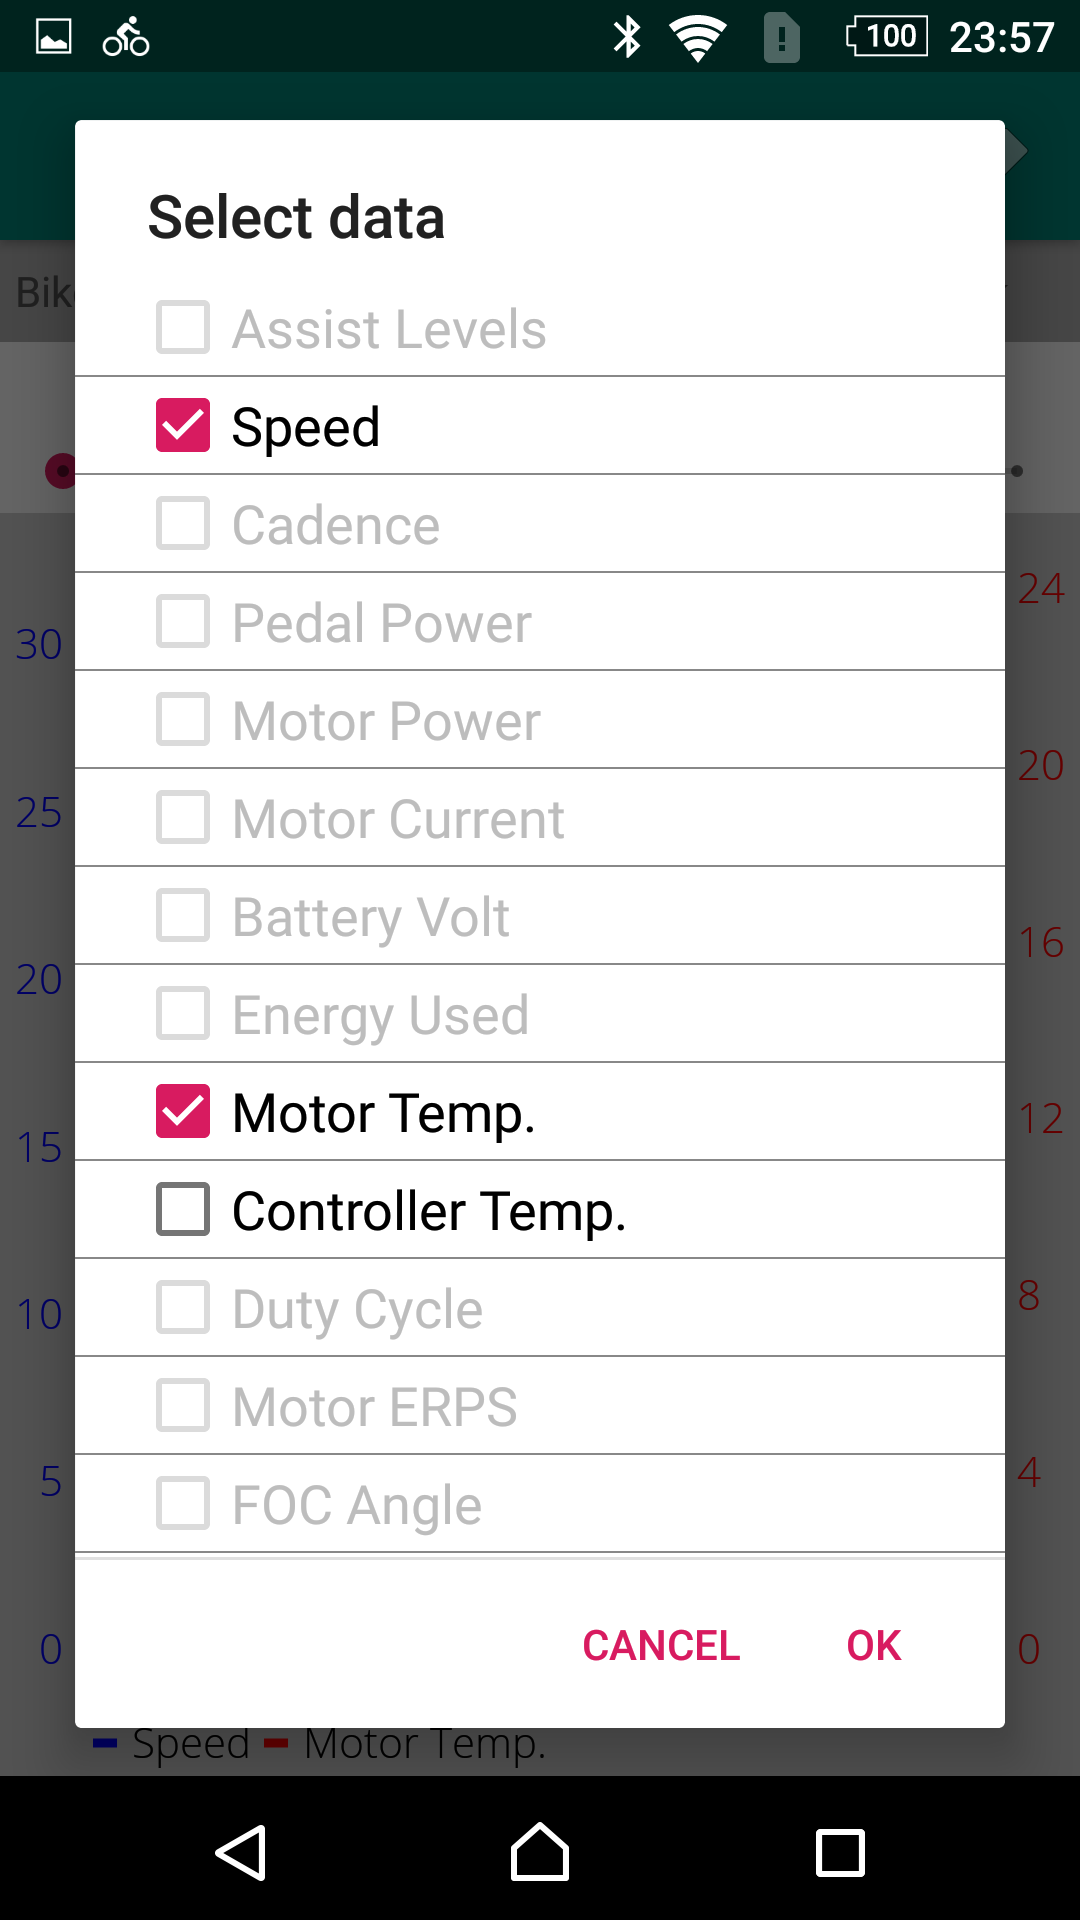 100 23:57
Select data
Bik
Assist Levels
Speed
Cadence
Pedal Power
Motor Power
Motor Current
Battery Volt
Energy Used
Motor Temp.
Controller Temp.
Duty Cycle
Motor ERPS
FOC Angle
30
25
20
15
10
5
0
24
20
16
12
8
4
0
CANCEL OK
Speed Motor Temp.